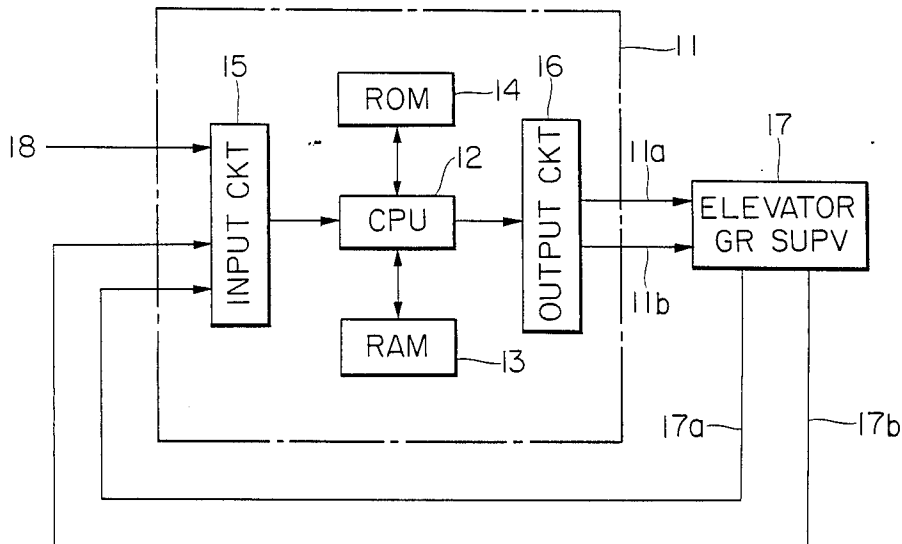 11
15
16
ROM
14
17
18
12
11a
INPUT CKT
CPU
OUTPUT CKT
ELEVATOR
GR SUPV
11b
RAM
13
17a
17b